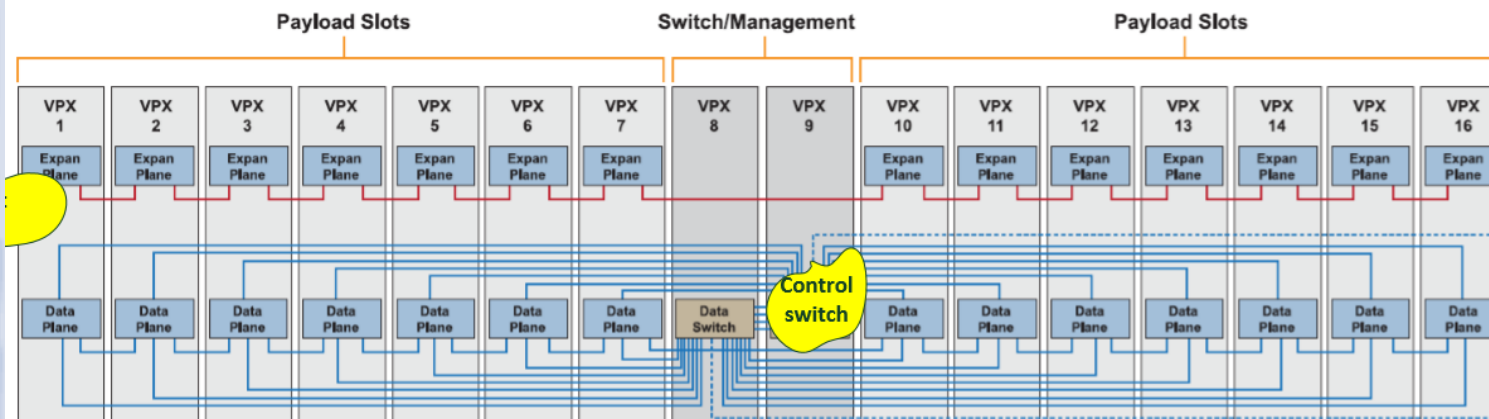 Payload Slots
Switch/Management
Payload Slots
VPX
1
VPX
2
VPX
3
VPX
4
VPX
5
VPX
6
VPX
7
VPX
8
VPX
9
VPX
10
VPX
11
VPX
12
VPX
13
VPX
14
VPX
15
VPX
16
Expan
Plane
Expan
Plane
Expan
Plane
Expan
Plane
Expan
Plane
Expan
Plane
Expan
Plane
Expan
Plane
Expan
Plane
Expan
Plane
Expan
Plane
Expan
Plane
Expan
Plane
Expan
Plane
Data
Plane
Data
Plane
Data
Plane
Data
Plane
Data
Plane
Data
Plane
Data
Plane
Data
Switch
Control
switch
Data
Plane
Data
Plane
Data
Plane
Data
Plane
Data
Plane
Data
Plane
Data
Plane